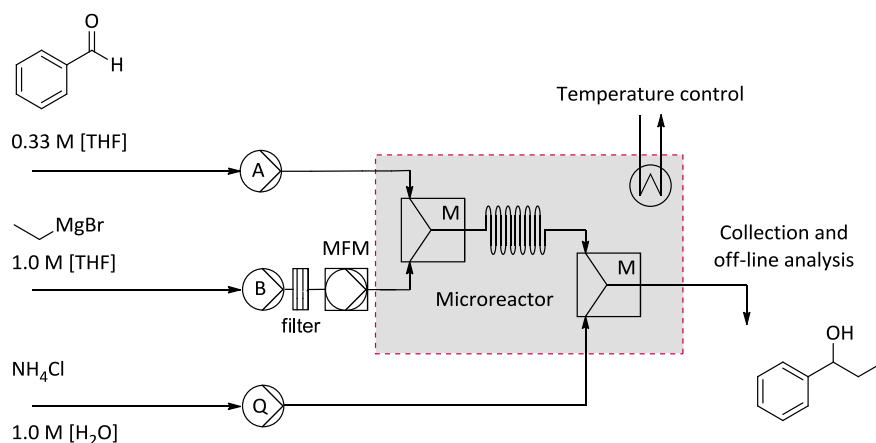 O
H
0.33 M [THF]
A
Temperature control
MgBr
1.0 M [THF]
B
filter
MFM
M
Microreactor
M
Collection and
off-line analysis
NH4Cl
1.0 M [H2O]
Q
OH